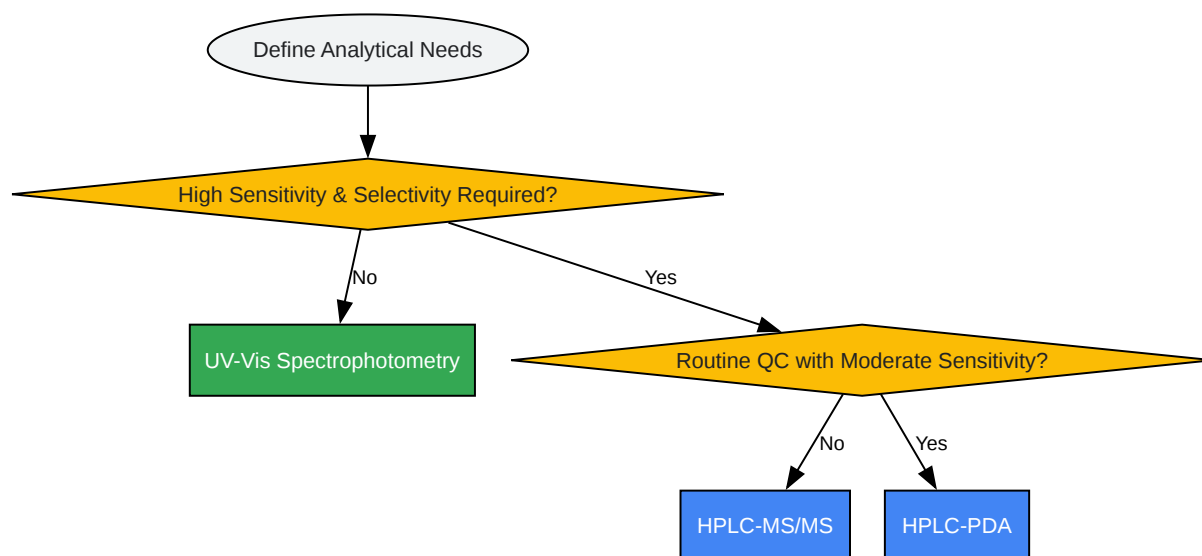 Define Analytical Needs
High Sensitivity & Selectivity Required?
No
Yes
UV-Vis Spectrophotometry
Routine QC with Moderate Sensitivity?
No
Yes
HPLC-MS/MS
HPLC-PDA